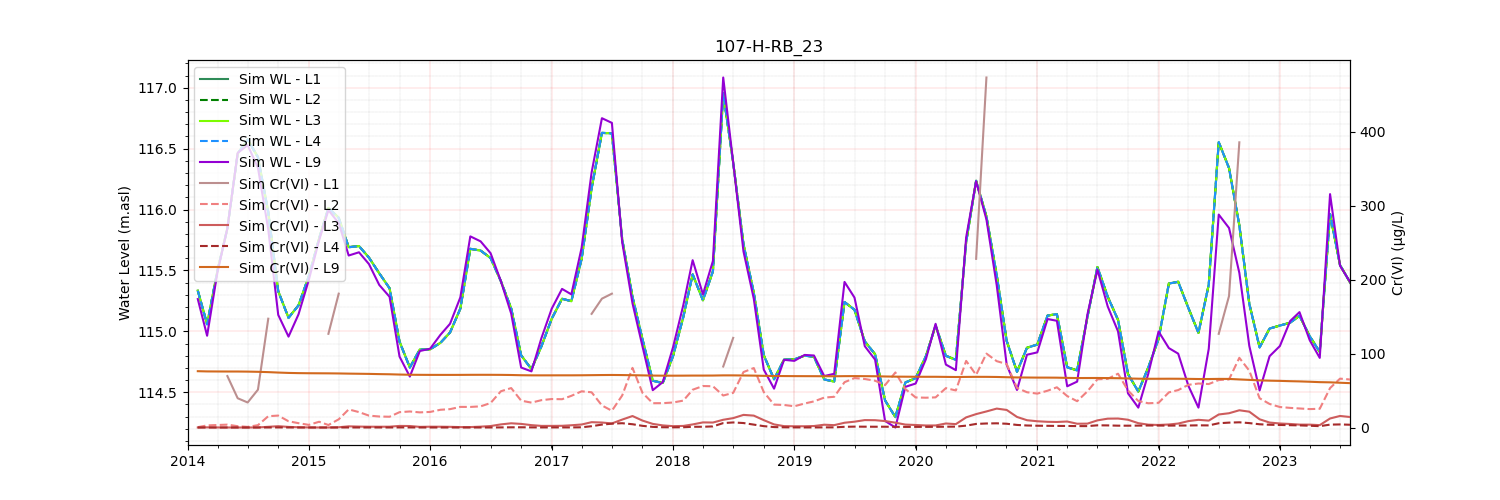 107-H-RB_23
117.0
116.5
116.0
115.5
115.0
114.5
Water Level (m.asl)
Sim WL - L1
Sim WL - L2
Sim WL - L3
Sim WL - L4
Sim WL - L9
Sim Cr(VI) - L1
Sim Cr(VI) - L2
Sim Cr(VI) - L3
Sim Cr(VI) - L4
Sim Cr(VI) - L9
400
300
200
100
0
Cr(VI) (μg/L)
2014 2015 2016 2017 2018 2019 2020 2021 2022 2023